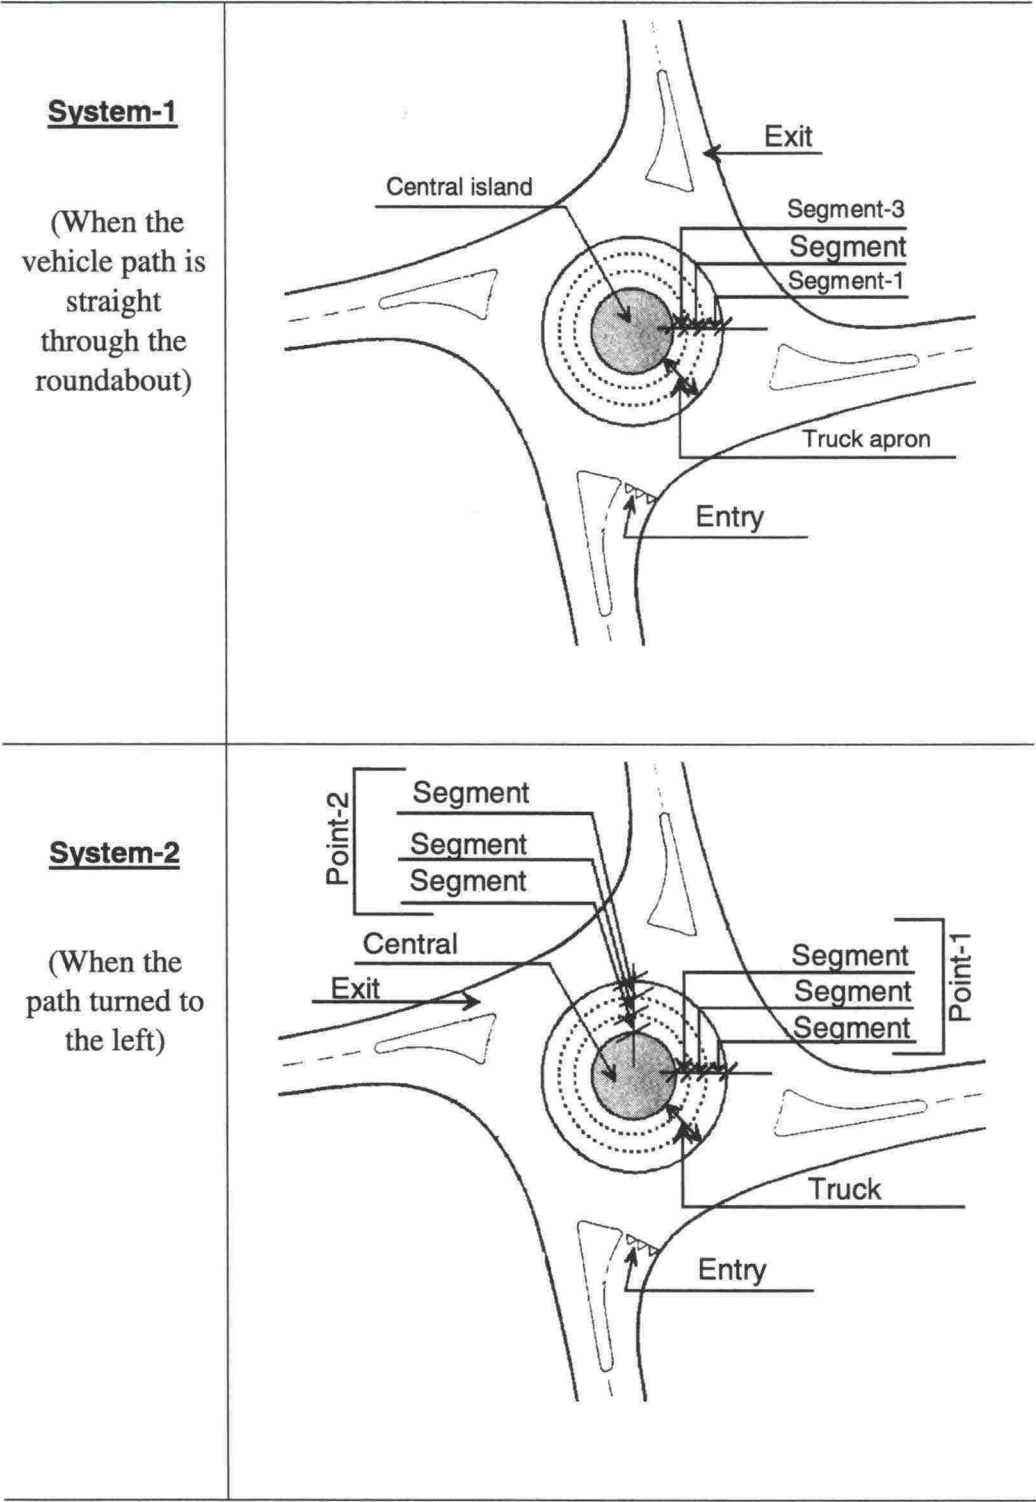 System-1
(When the
vehicle path is
straight
through the
roundabout)
Exit
Central island
Segment-3
Segment
Segment-1
Truck apron
Entry
System-2
(When the
path turned to
the left)
Point-2
Segment
Segment
Segment
Central
Exit
Segment
Segment
Segment
Point-1
Truck
Entry